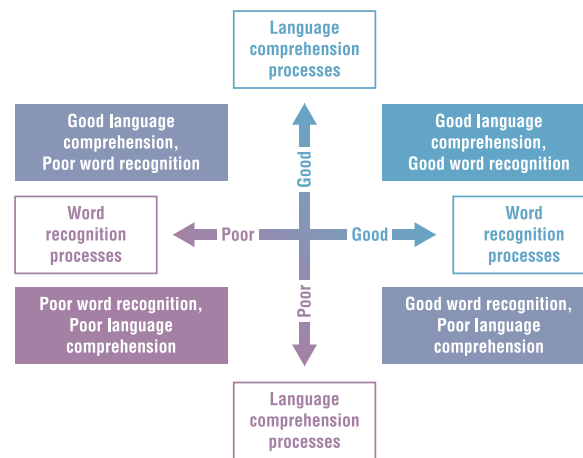 Language
comprehension
processes
Good language
comprehension,
Poor word recognition
Good
Good language
comprehension,
Good word recognition
Word
recognition
processes
Poor
Good
Word
recognition
processes
Poor word recognition,
Poor language
comprehension
Poor
Good word recognition,
Poor language
comprehension
Language
comprehension
processes